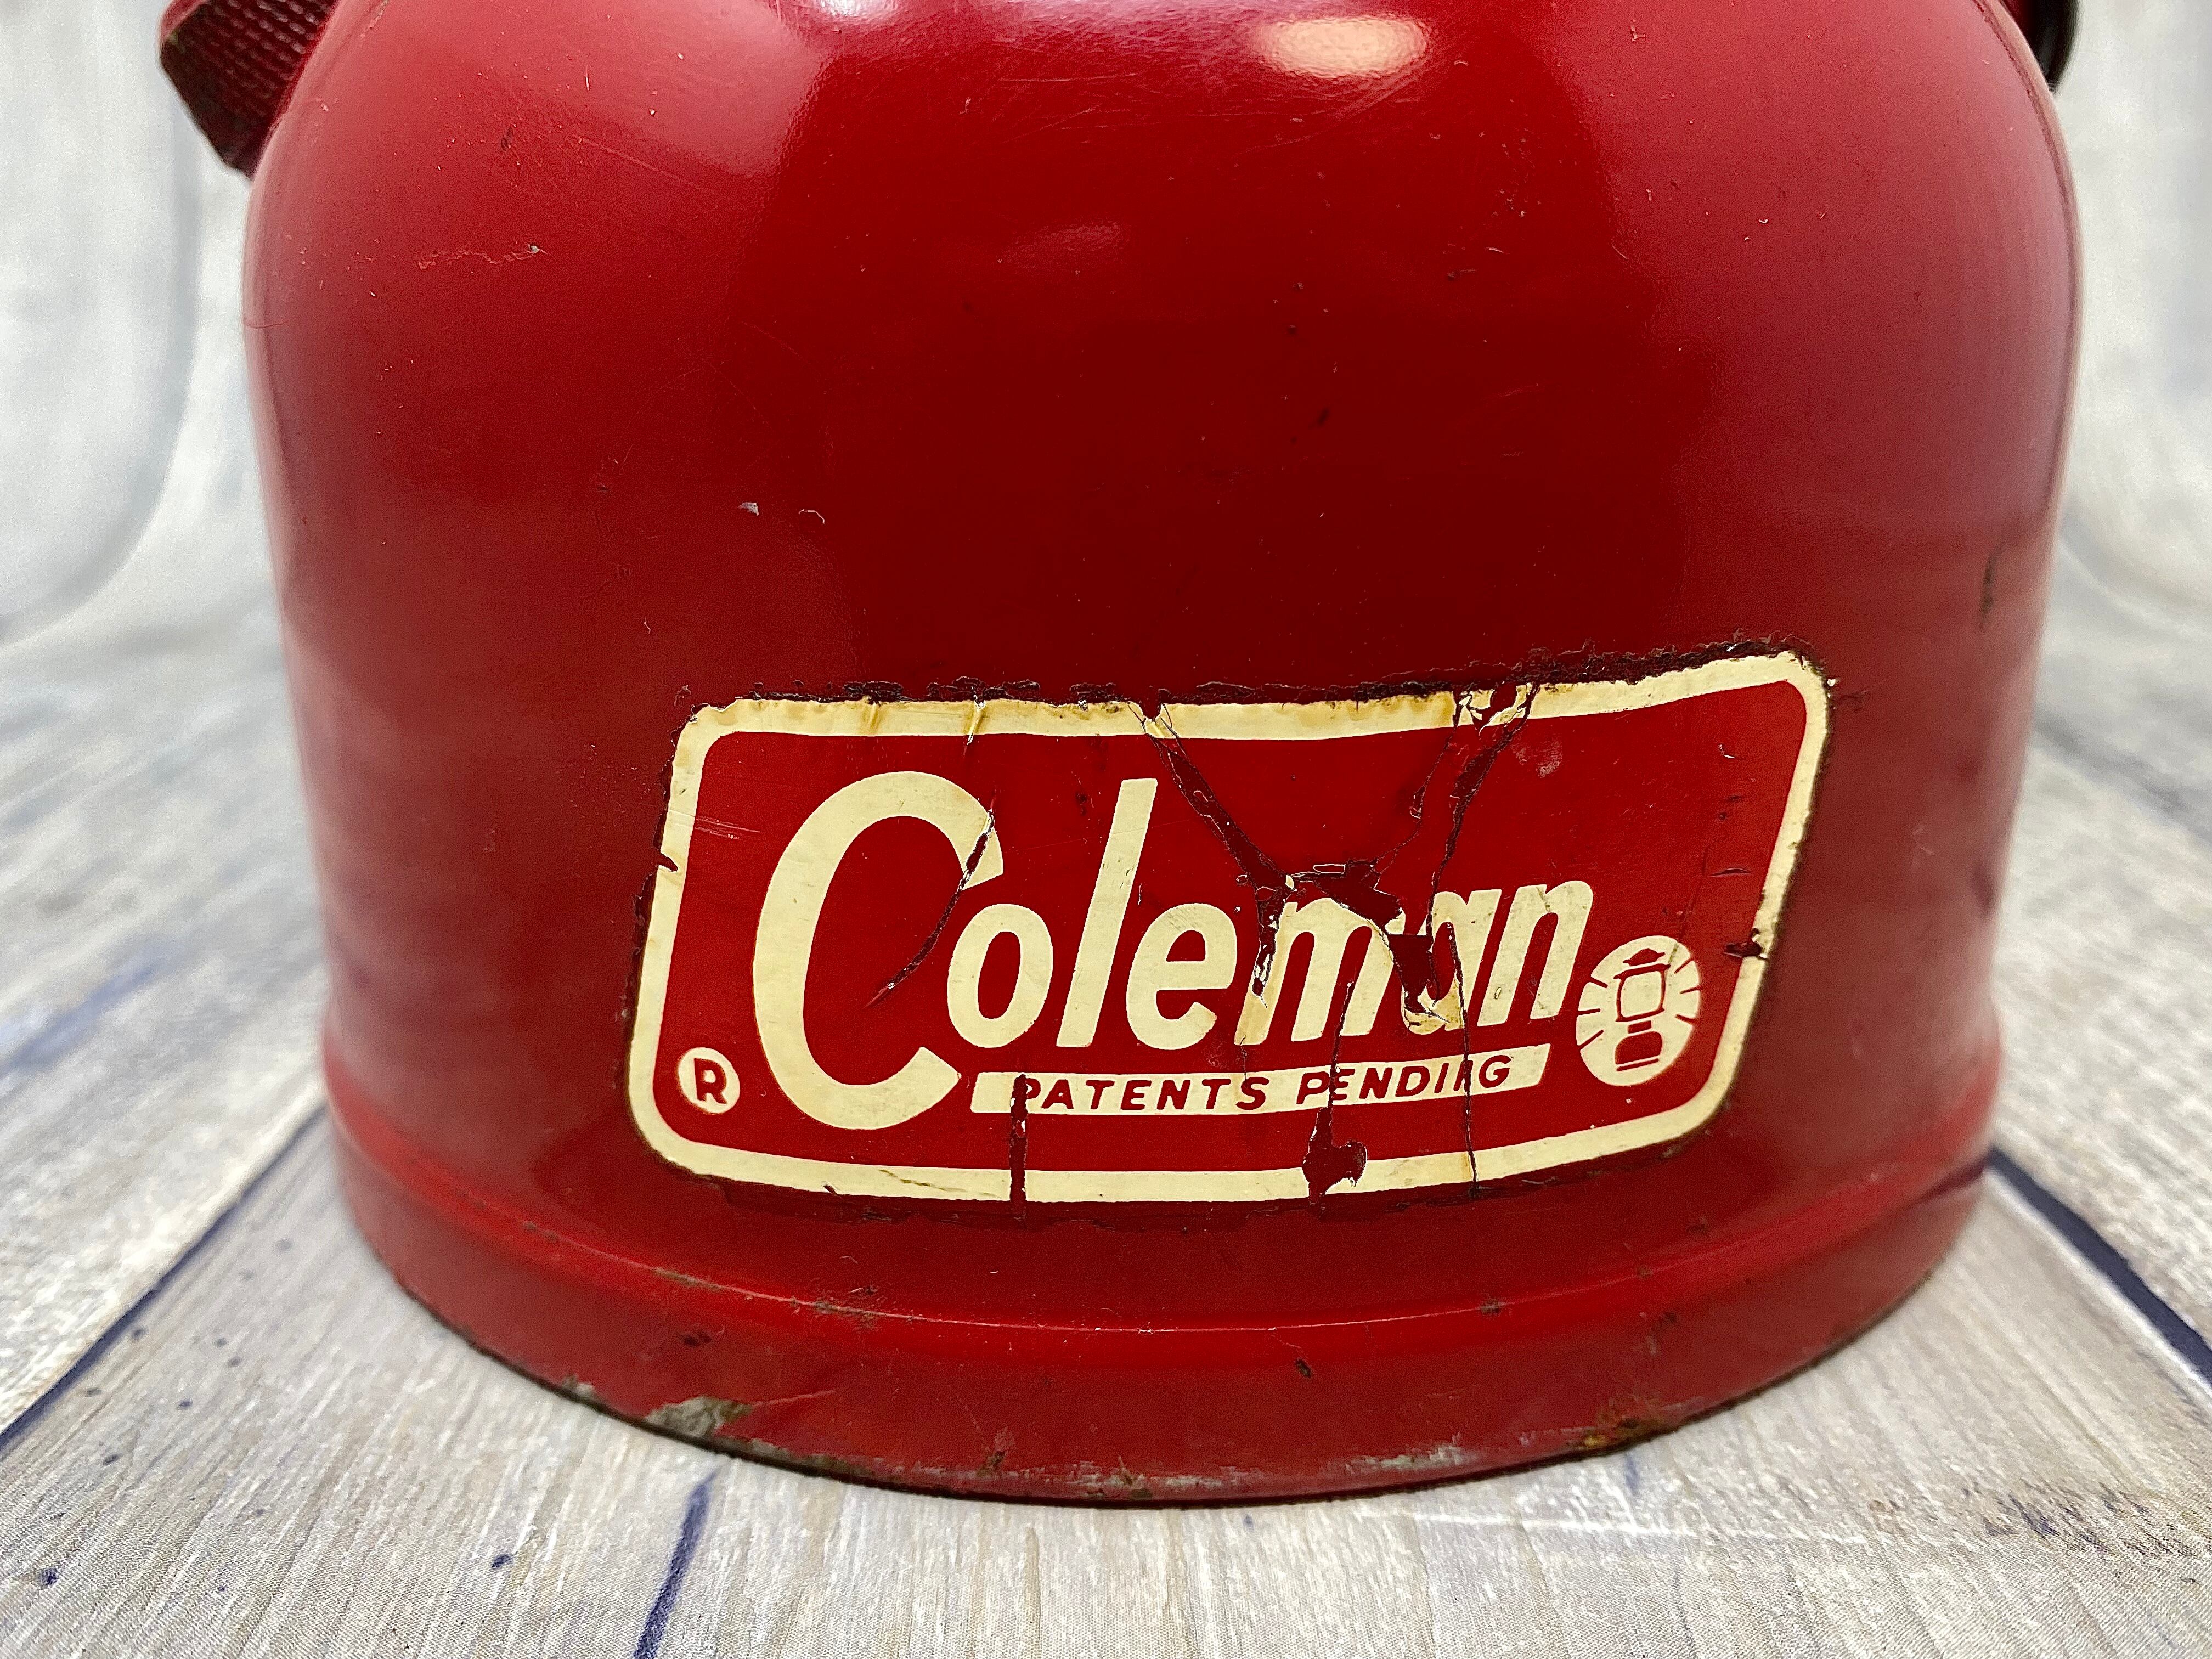 Coleman
® PATENTS PENDING